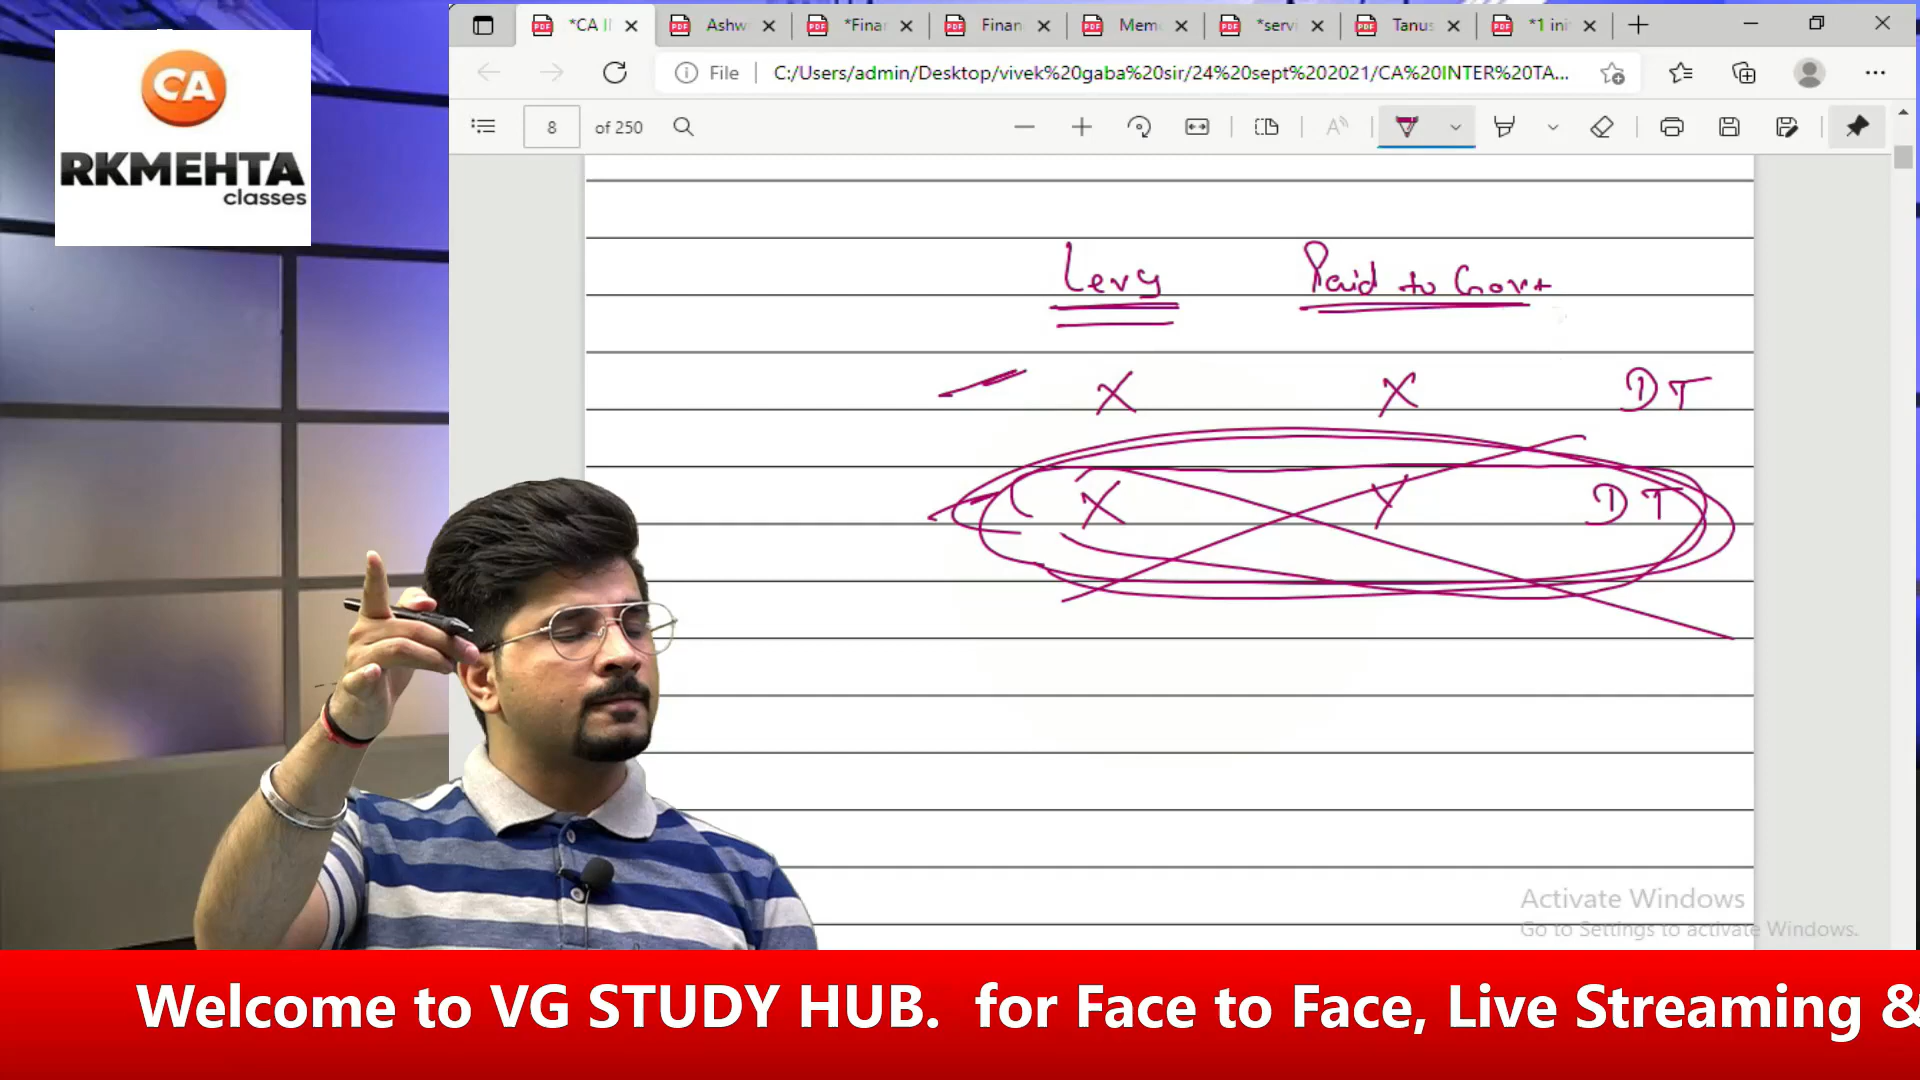 *CA I
Ashw
*Finar
Finan
Mem
*servi
Tanus
*1 ini
File
C:/Users/admin/Desktop/vivek%20gaba%20sir/24%20sept%202021/CA%20INTER%20TA...
8 of 250
CA
RKMEHTA
classes
Levy Paid to Govt
X X DT
X Y DT
Activate Windows
Go to Settings to activate Windows.
Welcome to VG STUDY HUB. for Face to Face, Live Streaming &